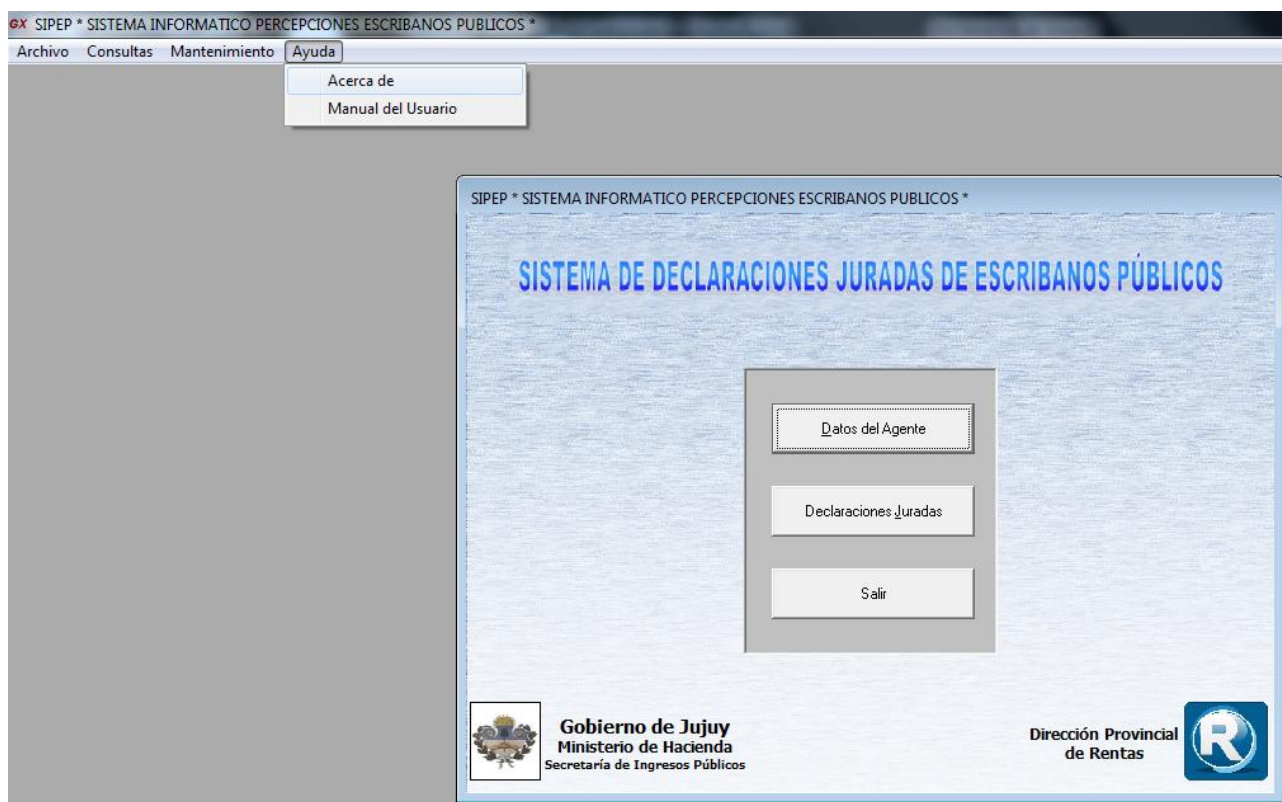 GX SIPEP * SISTEMA INFORMATICO PERCEPCIONES ESCRIBANOS PUBLICOS *
Archivo Consultas Mantenimiento Ayuda
Acerca de
Manual del Usuario
SIPEP * SISTEMA INFORMATICO PERCEPCIONES ESCRIBANOS PUBLICOS *
SISTEMA DE DECLARACIONES JURADAS DE ESCRIBANOS PÚBLICOS
Datos del Agente
Declaraciones Juradas
Salir
Gobierno de Jujuy
Ministerio de Hacienda
Secretaría de Ingresos Públicos
Dirección Provincial
de Rentas
R